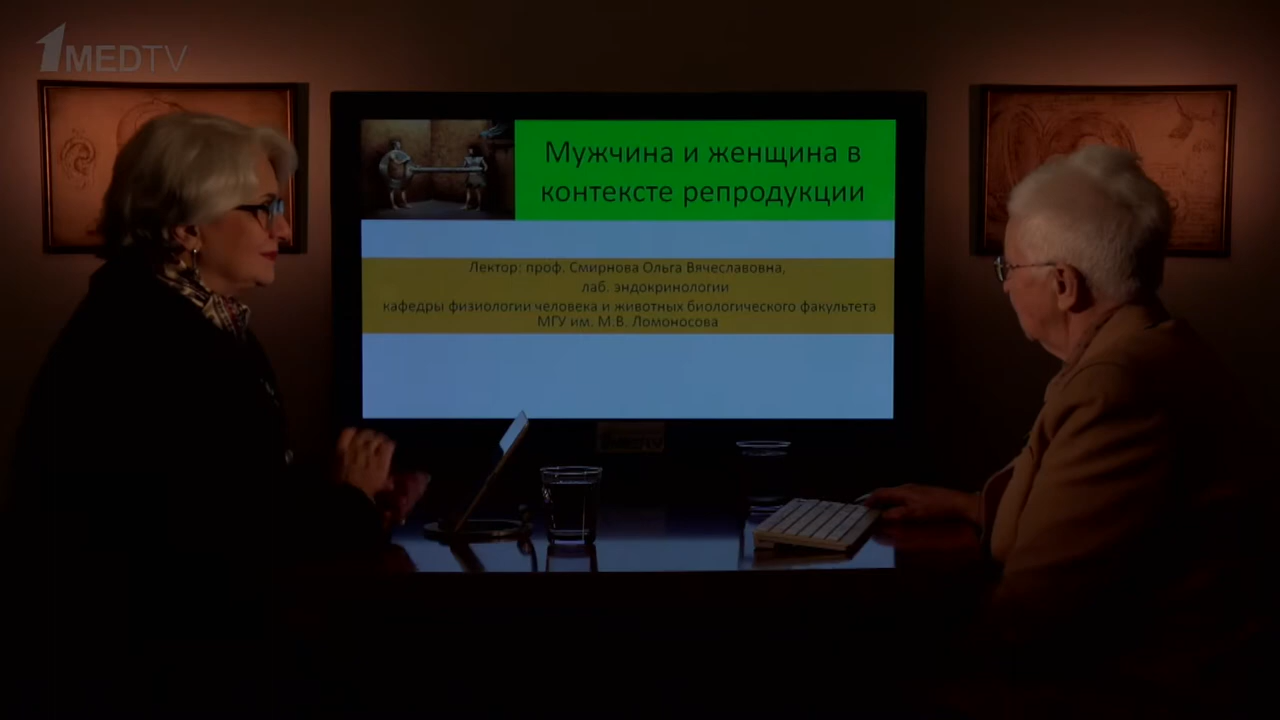 1MEDTV
Мужчина и женщина в
контексте репродукции
Лектор: проф. Смирнова Ольга Вячеславовна,
лаб. эндокринологии
кафедры физиологии человека и животных биологического факультета
МГУ им. М.В. Ломоносова
1MEDTV